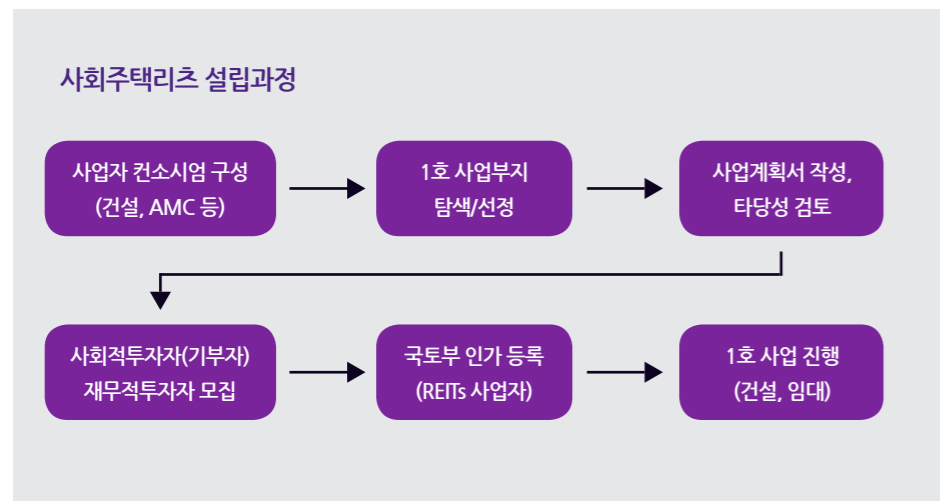 사회주택리츠 설립과정
사업자 컨소시엄 구성
(건설, AMC 등)
1호 사업부지
탐색/선정
사업계획서 작성,
타당성 검토
사회적투자자(기부자)
재무적투자자 모집
국토부 인가 등록
(REITs 사업자)
1호 사업 진행
(건설, 임대)